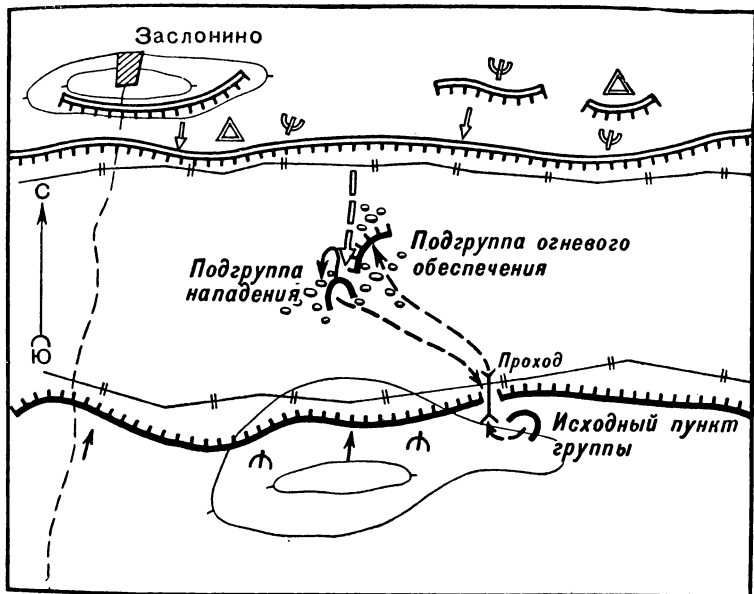 Заслонино
С
Подгруппа огневого
обеспечения
Подгруппа
нападения
Ю
Проход
Исходный пункт
группы